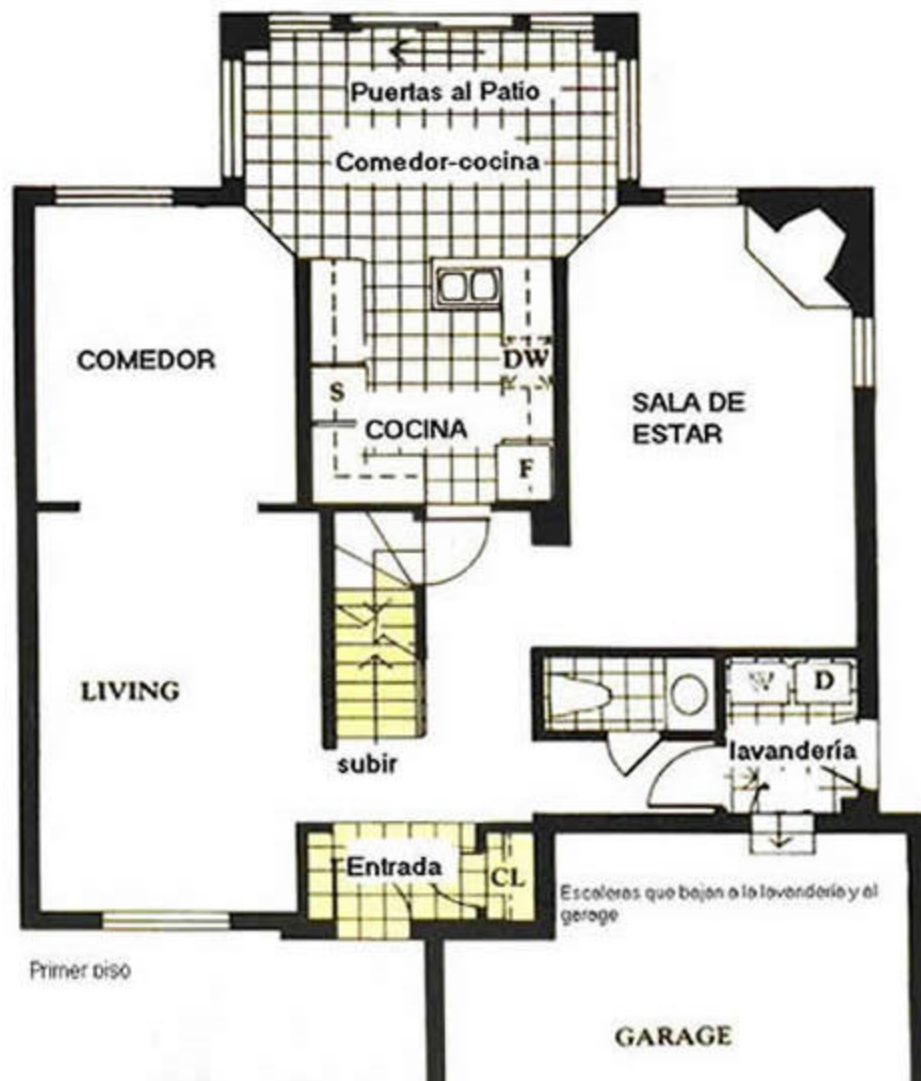 Puertas al Patio
Comedor-cocina
COMEDOR
S
DW
COCINA
F
SALA DE
ESTAR
LIVING
subir
W
D
lavandería
Entrada
CL
Escaleras que bajan a la lavandería y al
garage
Primer piso
GARAGE